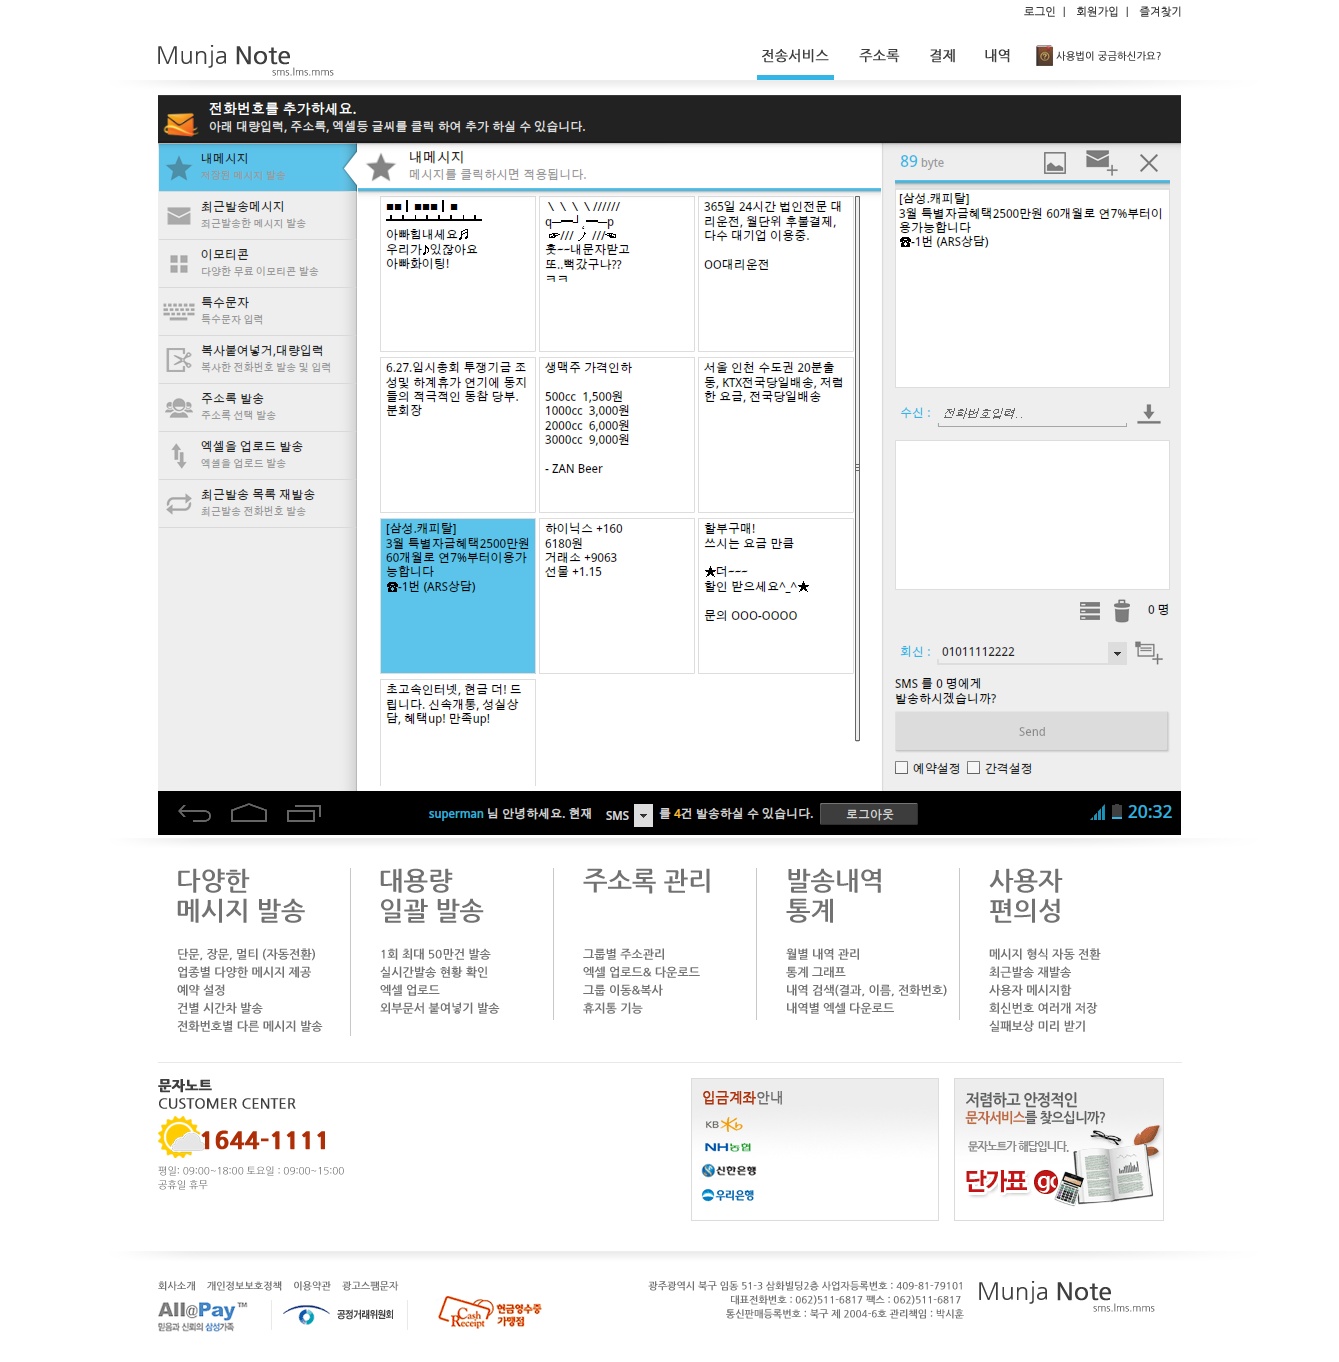 로그인 | 회원가입 | 즐겨찾기
Munja Note
sms.lms.mms
전송서비스 주소록 결제 내역 사용법이 궁금하신가요?
전화번호를 추가하세요.
아래 대량입력, 주소록, 엑셀등 글씨를 클릭 하여 추가 하실 수 있습니다.
내메시지
저장된 메시지 발송
최근발송메시지
최근발송한 메시지 발송
이모티콘
다양한 무료 이모티콘 발송
특수문자
특수문자 입력
복사붙여넣거,대량입력
복사한 전화번호 발송 및 입력
주소록 발송
주소록 선택 발송
엑셀을 업로드 발송
엑셀을 업로드 발송
최근발송 목록 재발송
최근발송 전화번호 발송
내메시지
메시지를 클릭하시면 적용됩니다.
■■┃■■■┃■
아빠힘내세요♬
우리가♪있잖아요
아빠화이팅!
\ \ \ \ //////
q━┘ ━p
☞/// ノ ///☜
훗~~내문자받고
또..뻑갔구나??
ㅋㅋ
365일 24시간 법인전문 대
리운전, 월단위 후불결제,
다수 대기업 이용중.
OO대리운전
6.27.임시총회 투쟁기금 조
성및 하계휴가 연기에 동지
들의 적극적인 동참 당부.
분회장
생맥주 가격인하
500cc 1,500원
1000cc 3,000원
2000cc 6,000원
3000cc 9,000원
- ZAN Beer
서울 인천 수도권 20분출
동, KTX전국당일배송, 저렴
한 요금, 전국당일배송
[삼성.캐피탈]
3월 특별자금혜택2500만원
60개월로 연7%부터이용가
능합니다
☎-1번 (ARS상담)
하이닉스 +160
6180원
거래소 +9063
선물 +1.15
할부구매!
쓰시는 요금 만큼
★더~~~
할인 받으세요^_^★
문의 OOO-OOOO
초고속인터넷, 현금 더! 드
립니다. 신속개통, 성실상
담, 혜택up! 만족up!
89 byte
[삼성.캐피탈]
3월 특별자금혜택2500만원 60개월로 연7%부터이
용가능합니다
☎-1번 (ARS상담)
수신 : 전화번호입력..
0 명
회신 : 01011112222
SMS 를 0 명에게
발송하시겠습니까?
Send
예약설정 간격설정
superman 님 안녕하세요. 현재 SMS 를 4건 발송하실 수 있습니다. 로그아웃
20:32
다양한
메시지 발송
단문, 장문, 멀티 (자동전환)
업종별 다양한 메시지 제공
예약 설정
건별 시간차 발송
전화번호별 다른 메시지 발송
대용량
일괄 발송
1회 최대 50만건 발송
실시간발송 현황 확인
엑셀 업로드
외부문서 붙여넣기 발송
주소록 관리
그룹별 주소관리
엑셀 업로드& 다운로드
그룹 이동&복사
휴지통 기능
발송내역
통계
월별 내역 관리
통계 그래프
내역 검색(결과, 이름, 전화번호)
내역별 엑셀 다운로드
사용자
편의성
메시지 형식 자동 전환
최근발송 재발송
사용자 메시지함
회신번호 여러개 저장
실패보상 미리 받기
문자노트
CUSTOMER CENTER
1644-1111
평일: 09:00~18:00 토요일 : 09:00~15:00
공휴일 휴무
입금계좌안내
KB
NH농협
신한은행
우리은행
저렴하고 안정적인
문자서비스를 찾으십니까?
문자노트가 해답입니다.
단가표 go
회사소개 개인정보보호정책 이용약관 광고스팸문자
All@Pay™
믿음과 신뢰의 삼성가족
공정거래위원회
Cash Receipt
현금영수증
가맹점
광주광역시 북구 임동 51-3 삼화빌딩2층 사업자등록번호 : 409-81-79101
대표전화번호 : 062)511-6817 팩스 : 062)511-6817
통신판매등록번호 : 북구 제 2004-6호 관리책임 : 박시훈
Munja Note
sms.lms.mms